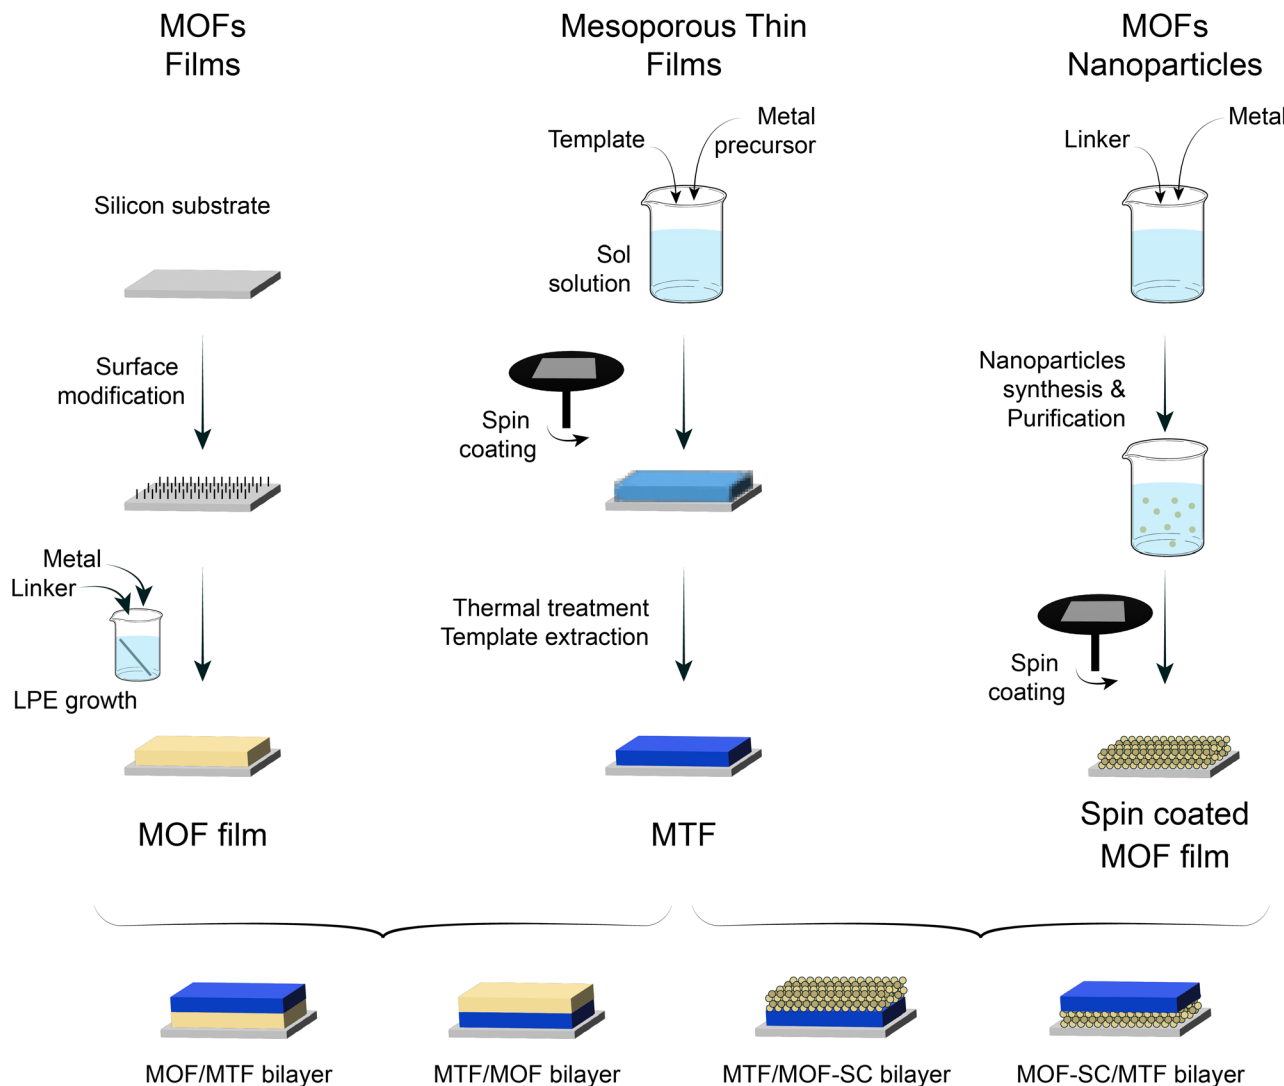 MOFs
Films
Mesoporous Thin
Films
MOFs
Nanoparticles
Silicon substrate
Surface
modification
Metal
Linker
LPE growth
MOF film
Template
Metal
precursor
Sol
solution
Spin
coating
Thermal treatment
Template extraction
MTF
Linker
Metal
Nanoparticles
synthesis &
Purification
Spin
coating
Spin coated
MOF film
MOF/MTF bilayer
MTF/MOF bilayer
MTF/MOF-SC bilayer
MOF-SC/MTF bilayer